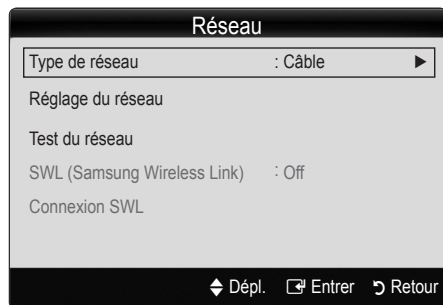 Réseau
Type de réseau : Câble ▶
Réglage du réseau
Test du réseau
SWL (Samsung Wireless Link) : Off
Connexion SWL
Dépl. Entrer Retour